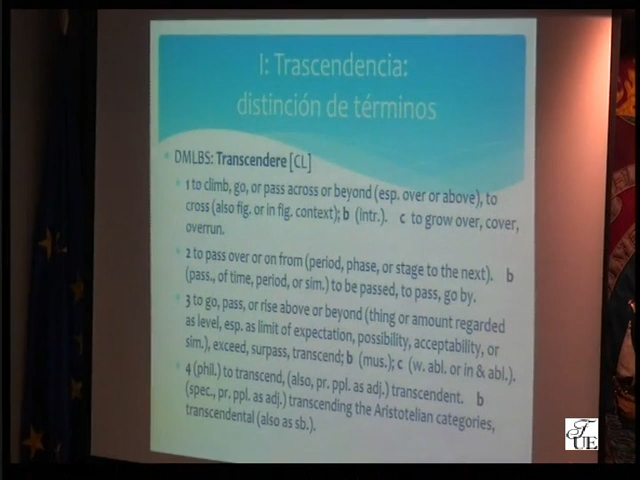 I: Trascendencia:
distinción de términos
DMLBS: Transcendere [CL]
1 to climb, go, or pass across or beyond (esp. over or above), to
cross (also fig. or in fig. context); b (intr.). c to grow over, cover,
overrun.
2 to pass over or on from (period, phase, or stage to the next). b
(pass., of time, period, or sim.) to be passed, to pass, go by.
3 to go, pass, or rise above or beyond (thing or amount regarded
as level, esp. as limit of expectation, possibility, acceptability, or
sim.), exceed, surpass, transcend; b (mus.); c (w. abl. or in & abl.).
4 (phil.) to transcend, (also, pr. ppl. as adj.) transcendent. b
(spec., pr. ppl. as adj.) transcending the Aristotelian categories,
transcendental (also as sb.).
UE